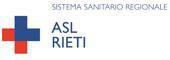 SISTEMA SANITARIO REGIONALE
ASL
RIETI